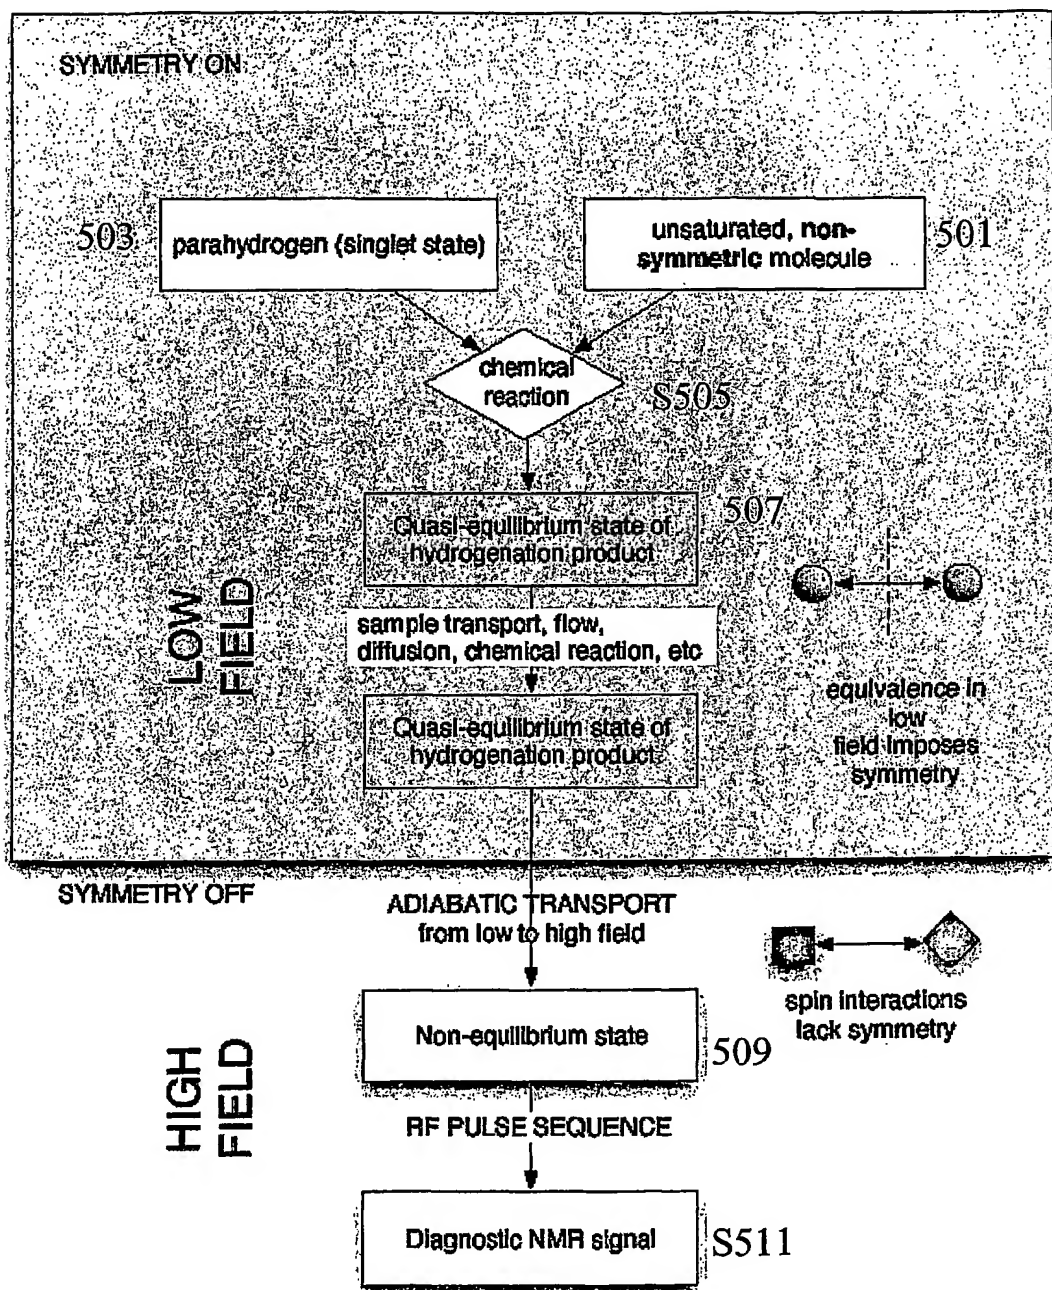 SYMMETRY ON
503
parahydrogen (singlet state)
unsaturated, non-
symmetric molecule
501
chemical
reaction
S505
507
Quasi-equilibrium state of
hydrogenation product
LOW
FIELD
sample transport, flow,
diffusion, chemical reaction, etc
Quasi-equilibrium state of
hydrogenation product
equivalence in
low
field imposes
symmetry
SYMMETRY OFF
ADIABATIC TRANSPORT
from low to high field
spin interactions
lack symmetry
HIGH
FIELD
Non-equilibrium state
509
RF PULSE SEQUENCE
Diagnostic NMR signal
S511